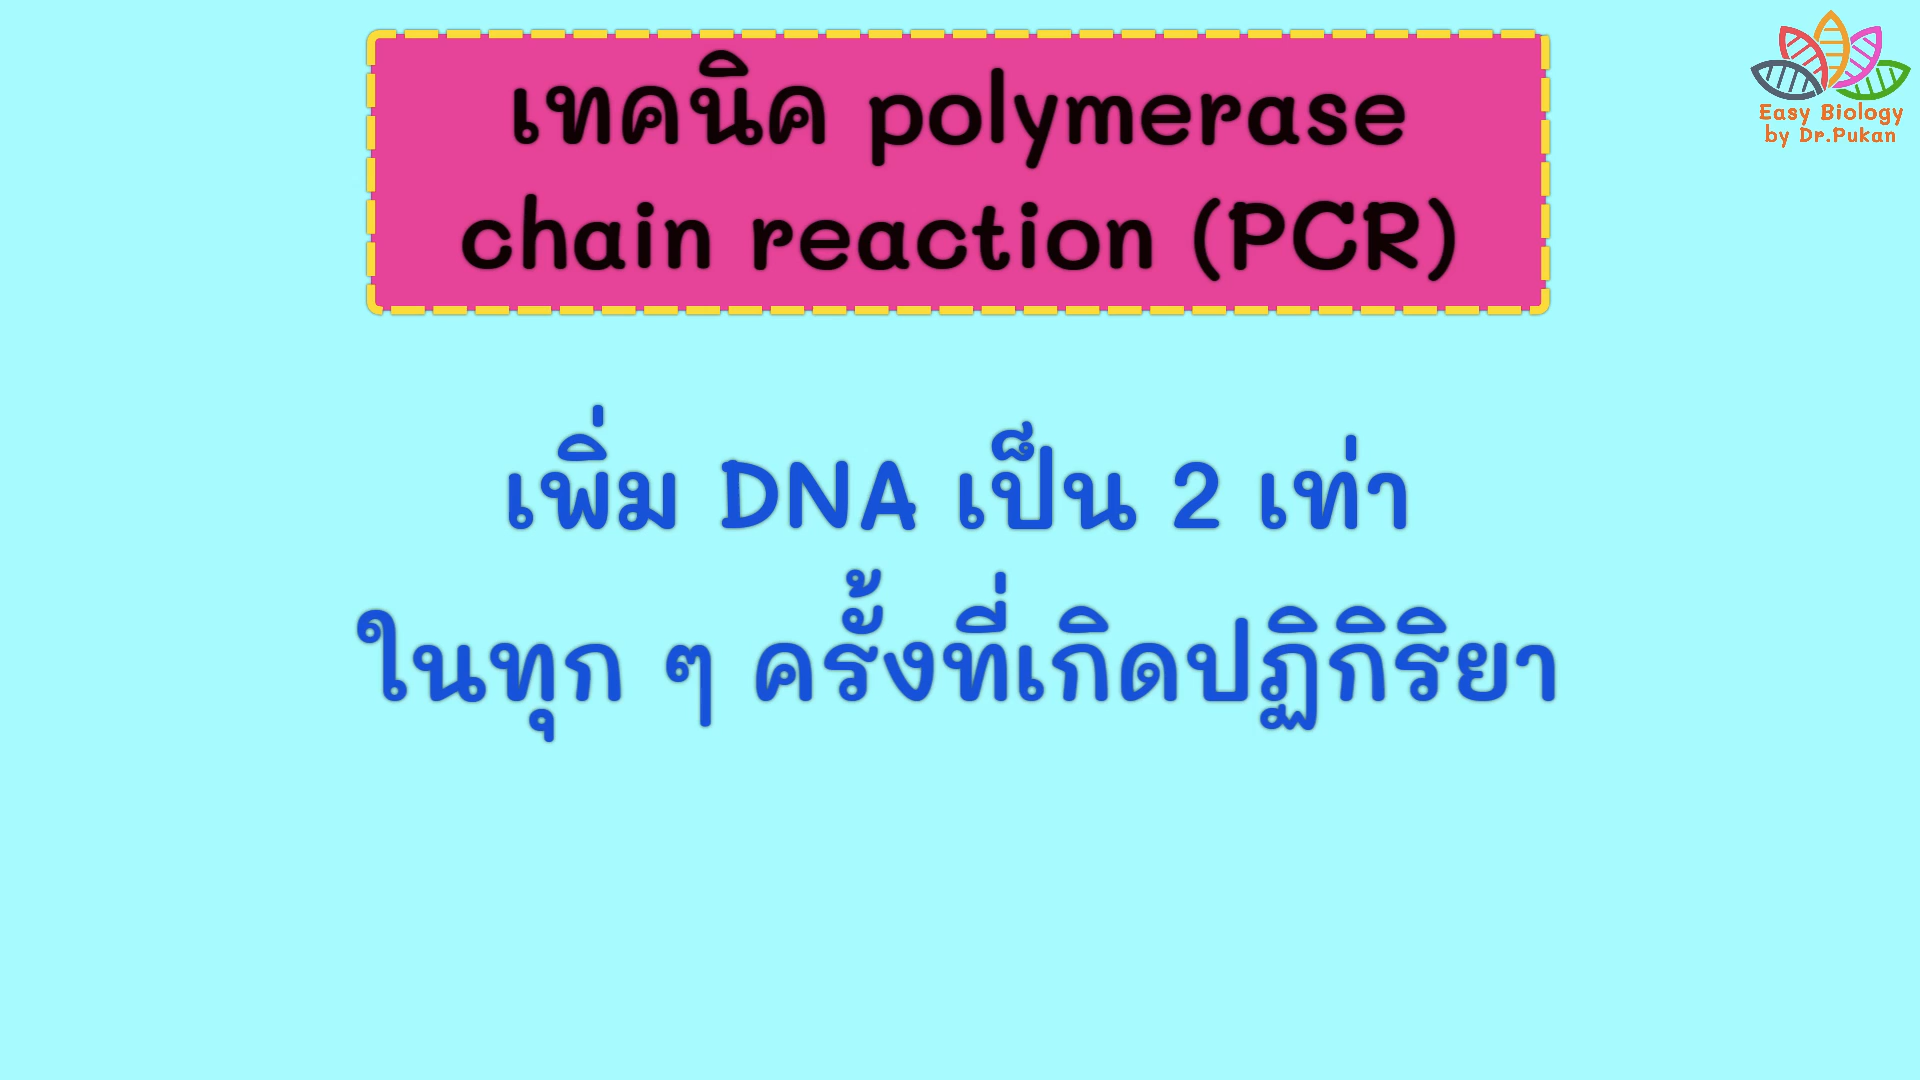 เทคนิค polymerase
chain reaction (PCR)
Easy Biology
by Dr.Pukan
เพิ่ม DNA เป็น 2 เท่า
ในทุก ๆ ครั้งที่เกิดปฏิกิริยา